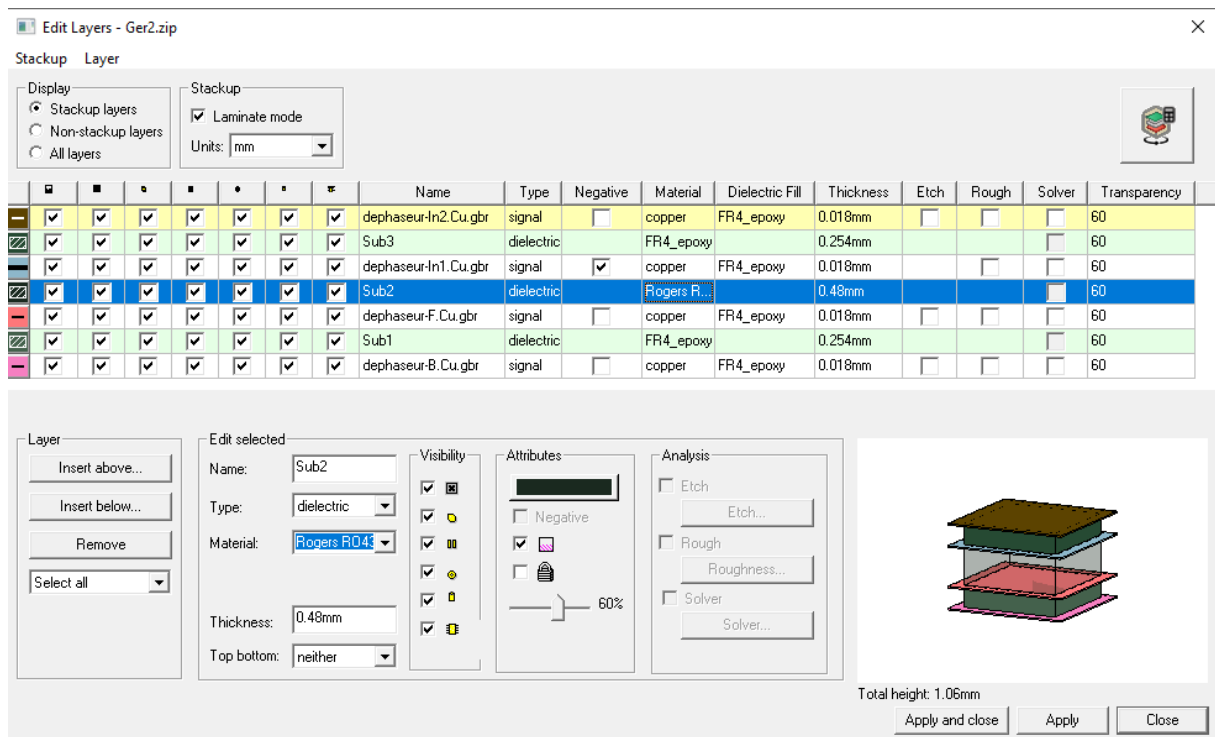 Edit Layers - Ger2.zip
Stackup Layer
Display
Stackup layers
Non-stackup layers
All layers
Stackup
Laminate mode
Units: mm
Name Type Negative Material Dielectric Fill Thickness Etch Rough Solver Transparency
dephaseur-In2.Cu.gbr signal copper FR4_epoxy 0.018mm 60
Sub3 dielectric FR4_epoxy 0.254mm 60
dephaseur-In1.Cu.gbr signal copper FR4_epoxy 0.018mm 60
Sub2 dielectric Rogers R... 0.48mm 60
dephaseur-F.Cu.gbr signal copper FR4_epoxy 0.018mm 60
Sub1 dielectric FR4_epoxy 0.254mm 60
dephaseur-B.Cu.gbr signal copper FR4_epoxy 0.018mm 60
Layer
Insert above...
Insert below...
Remove
Select all
Edit selected
Name: Sub2
Type: dielectric
Material: Rogers RO43
Thickness: 0.48mm
Top bottom: neither
Visibility
Attributes
Negative
60%
Analysis
Etch
Etch...
Rough
Roughness...
Solver
Solver...
Total height: 1.06mm
Apply and close Apply Close